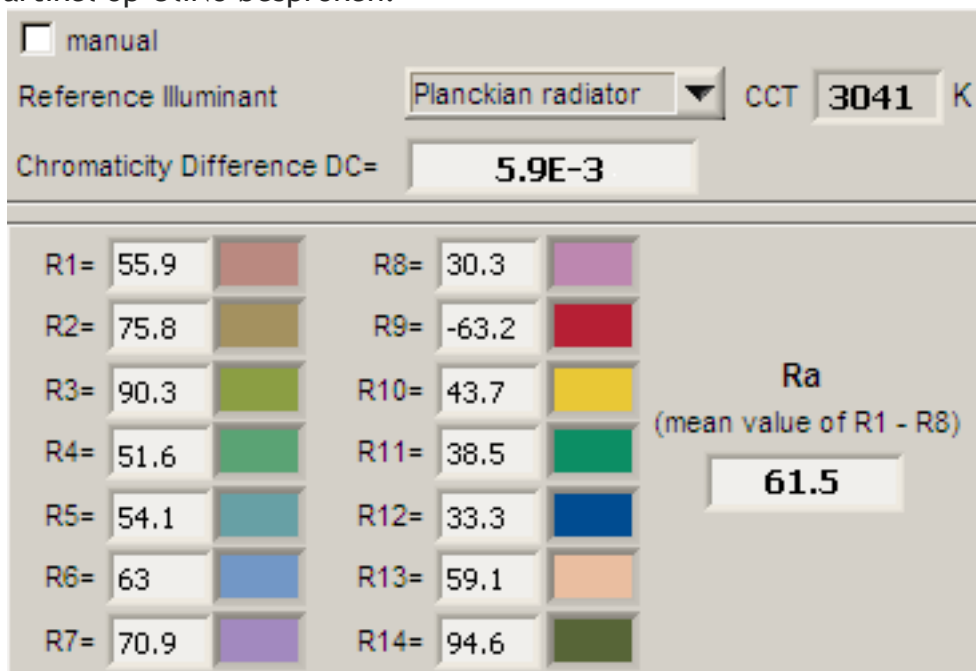 manual
Reference Illuminant Planckian radiator CCT 3041 K
Chromaticity Difference DC= 5.9E-3
R1= 55.9 R8= 30.3
R2= 75.8 R9= -63.2
R3= 90.3 R10= 43.7
R4= 51.6 R11= 38.5
R5= 54.1 R12= 33.3
R6= 63 R13= 59.1
R7= 70.9 R14= 94.6
Ra
(mean value of R1 - R8)
61.5